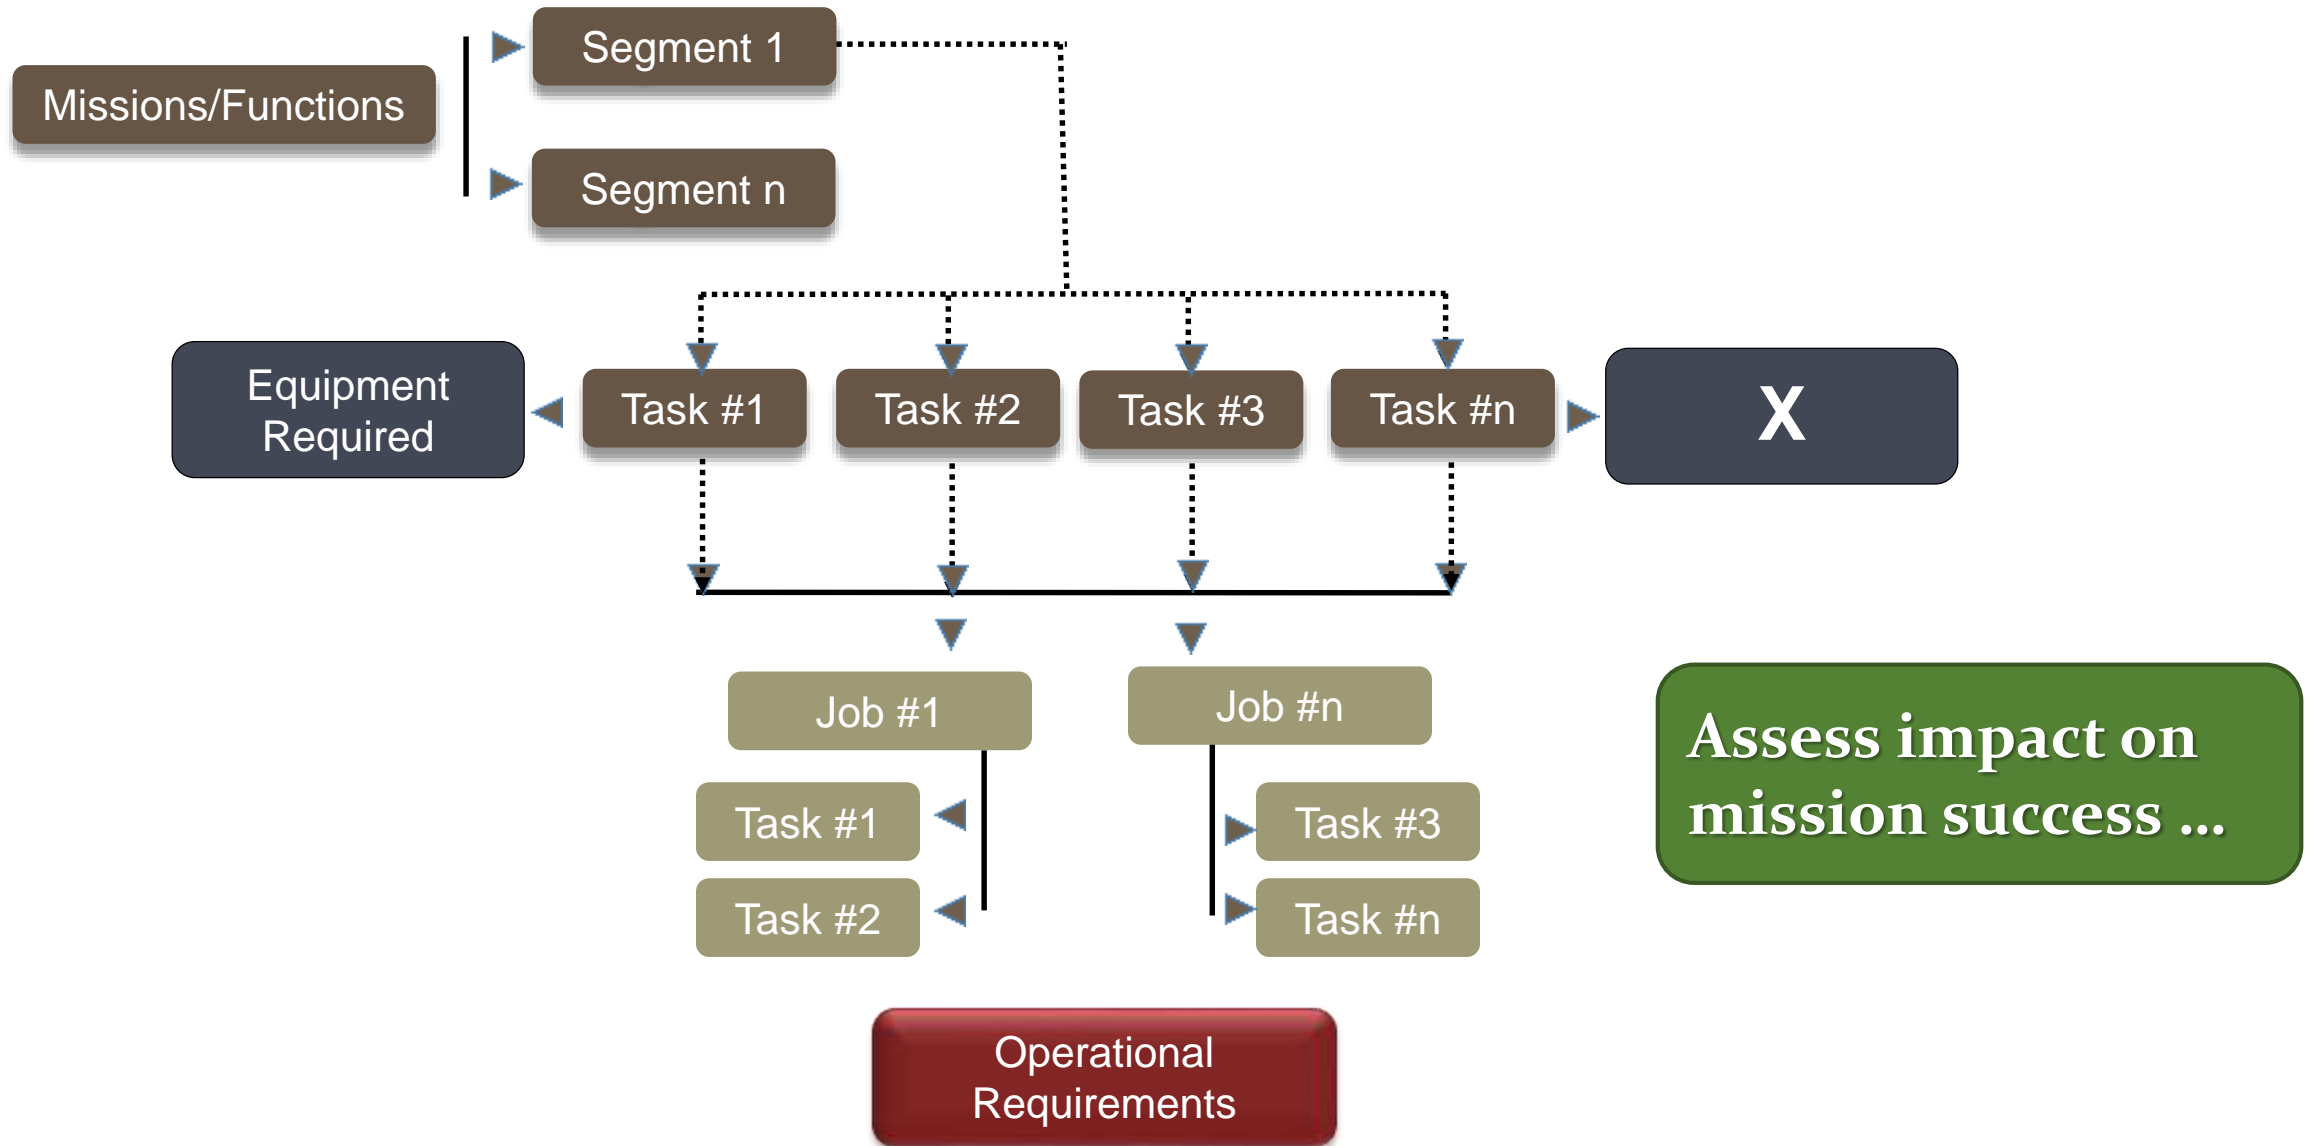 Segment 1
Missions/Functions
Segment n
Equipment
Required
Task #1
Task #2
Task #3
Task #n
X
Job #1
Job #n
Task #1
Task #3
Task #2
Task #n
Assess impact on
mission success ...
Operational
Requirements